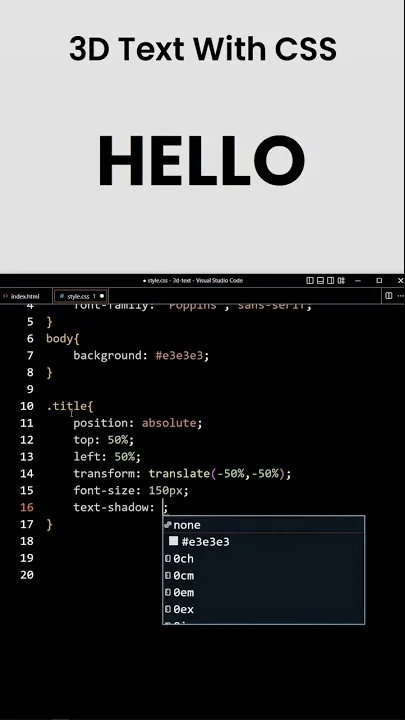 3D Text With CSS
HELLO
● style.css - 3d-text - Visual Studio Code
index.html
# style.css 1 ●
4 font-family: 'Poppins', sans-serif;
5 }
6 body{
7 background: #e3e3e3;
8 }
9
10 .title{
11 position: absolute;
12 top: 50%;
13 left: 50%;
14 transform: translate(-50%,-50%);
15 font-size: 150px;
16 text-shadow: ;
17 }
18
19
20
none
#e3e3e3
0ch
0cm
0em
0ex